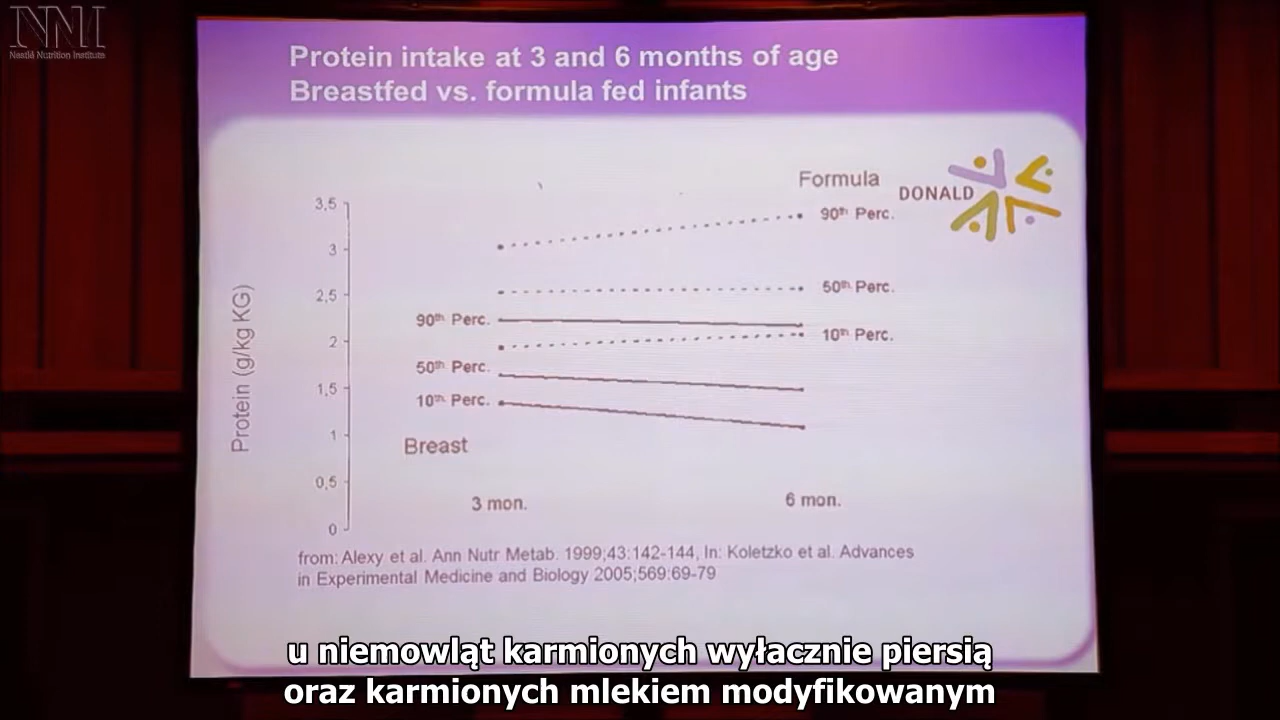 NNI
Nestlé Nutrition Institute
Protein intake at 3 and 6 months of age
Breastfed vs. formula fed infants
Formula
DONALD
3,5
90th Perc.
3
2,5
50th Perc.
90th Perc.
2
10th Perc.
50th Perc.
1,5
10th Perc.
1
Breast
0,5
0
Protein (g/kg KG)
3 mon.
6 mon.
from: Alexy et al. Ann Nutr Metab. 1999;43:142-144, In: Koletzko et al. Advances
in Experimental Medicine and Biology 2005;569:69-79
u niemowląt karmionych wyłacznie piersią
oraz karmionych mlekiem modyfikowanym